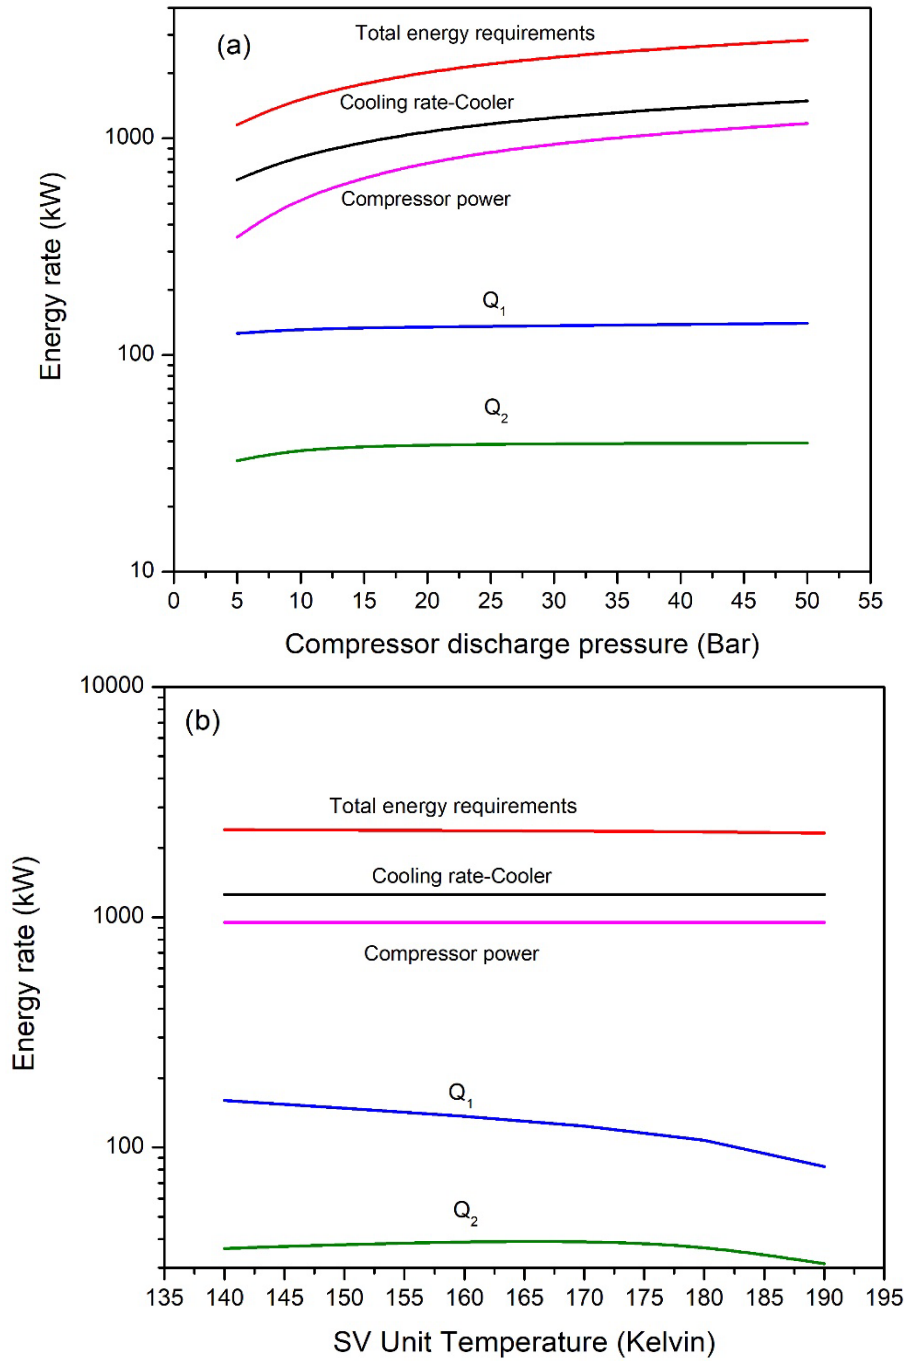 (a)
Total energy requirements
Cooling rate-Cooler
Compressor power
Q1
Q2
1000
100
10
Energy rate (kW)
0 5 10 15 20 25 30 35 40 45 50 55
Compressor discharge pressure (Bar)
(b)
10000
Total energy requirements
Cooling rate-Cooler
1000
Compressor power
Q1
100
Q2
Energy rate (kW)
135 140 145 150 155 160 165 170 175 180 185 190 195
SV Unit Temperature (Kelvin)